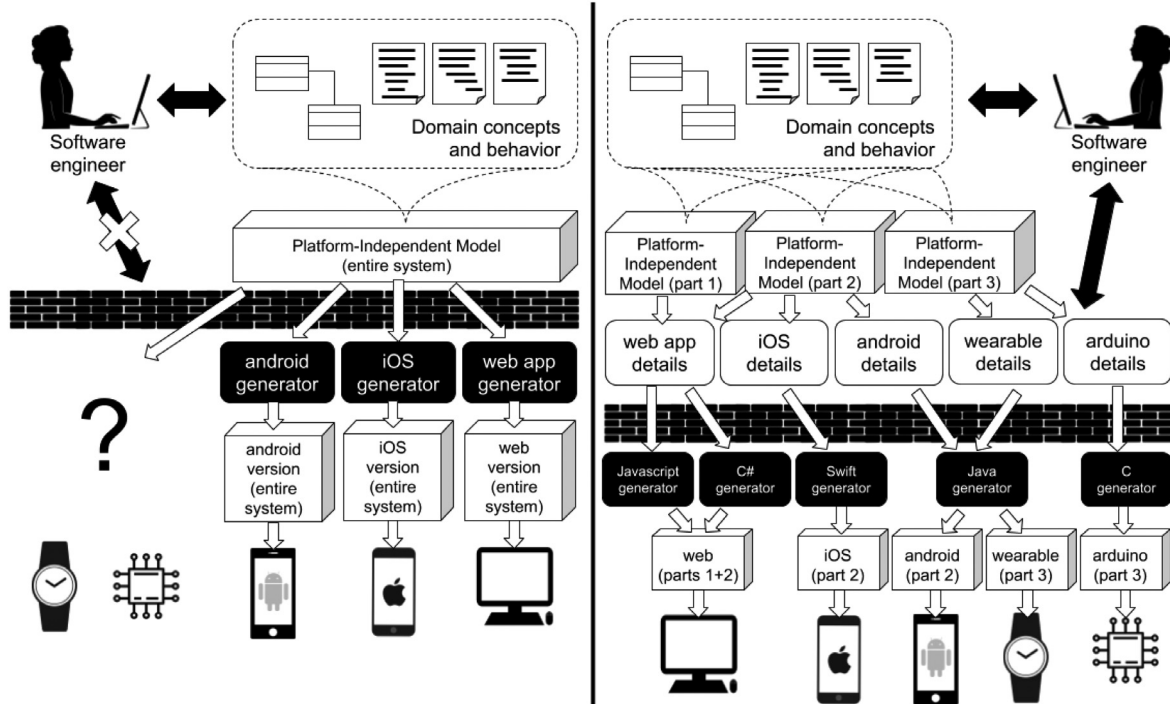 Software
engineer
Domain concepts
and behavior
Platform-Independent Model
(entire system)
android
generator
iOS
generator
web app
generator
?
android
version
(entire
system)
iOS
version
(entire
system)
web
version
(entire
system)
Domain concepts
and behavior
Software
engineer
Platform-
Independent
Model (part 1)
Platform-
Independent
Model (part 2)
Platform-
Independent
Model (part 3)
web app
details
iOS
details
android
details
wearable
details
arduino
details
Javascript
generator
C#
generator
Swift
generator
Java
generator
C
generator
web
(parts 1+2)
iOS
(part 2)
android
(part 2)
wearable
(part 3)
arduino
(part 3)